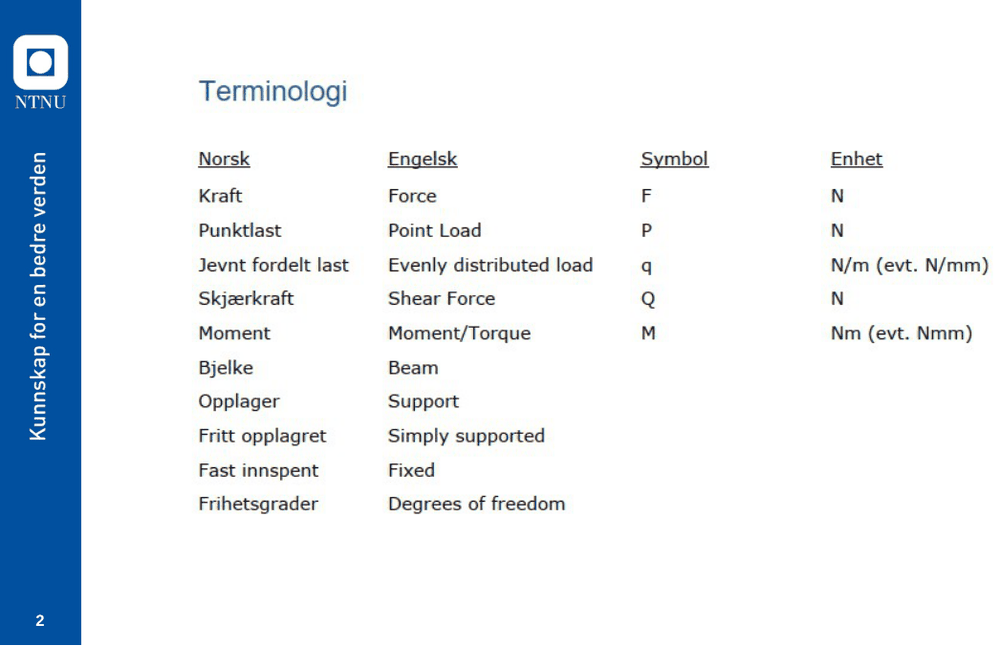 NTNU
Kunnskap for en bedre verden
Terminologi
Norsk Engelsk Symbol Enhet
Kraft Force F N
Punktlast Point Load P N
Jevnt fordelt last Evenly distributed load q N/m (evt. N/mm)
Skjærkraft Shear Force Q N
Moment Moment/Torque M Nm (evt. Nmm)
Bjelke Beam
Opplager Support
Fritt opplagret Simply supported
Fast innspent Fixed
Frihetsgrader Degrees of freedom
2